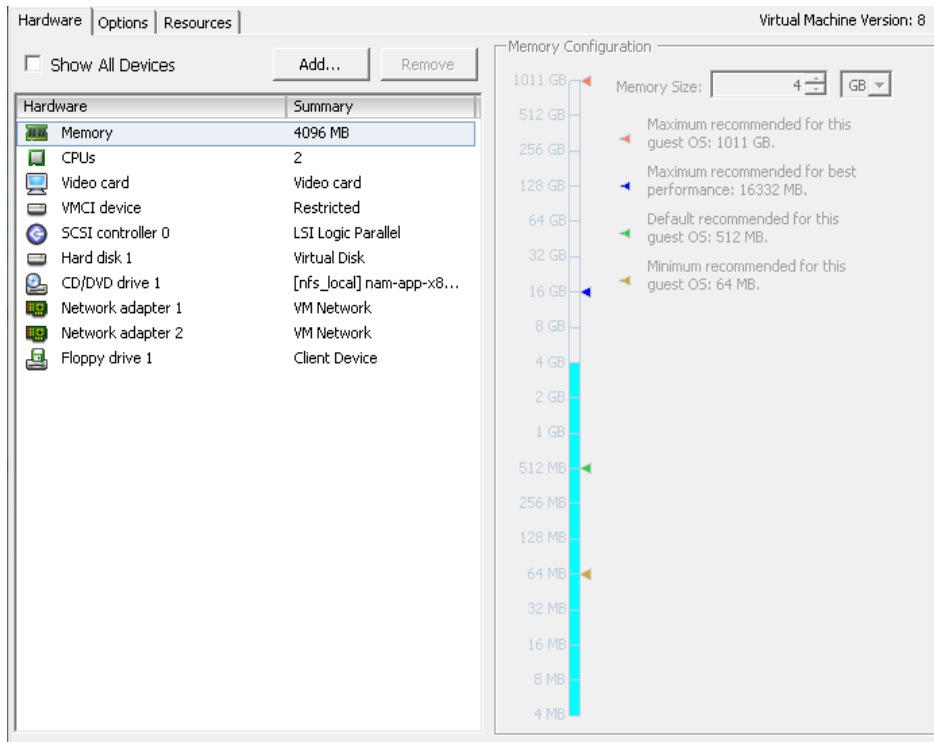 Hardware Options Resources Virtual Machine Version: 8
Show All Devices Add... Remove
Hardware Summary
Memory 4096 MB
CPUs 2
Video card Video card
VMCI device Restricted
SCSI controller 0 LSI Logic Parallel
Hard disk 1 Virtual Disk
CD/DVD drive 1 [nfs_local] nam-app-x8...
Network adapter 1 VM Network
Network adapter 2 VM Network
Floppy drive 1 Client Device
Memory Configuration
Memory Size: 4 GB
1011 GB
512 GB
256 GB
128 GB
64 GB
32 GB
16 GB
8 GB
4 GB
2 GB
1 GB
512 MB
256 MB
128 MB
64 MB
32 MB
16 MB
8 MB
4 MB
Maximum recommended for this
guest OS: 1011 GB.
Maximum recommended for best
performance: 16332 MB.
Default recommended for this
guest OS: 512 MB.
Minimum recommended for this
guest OS: 64 MB.